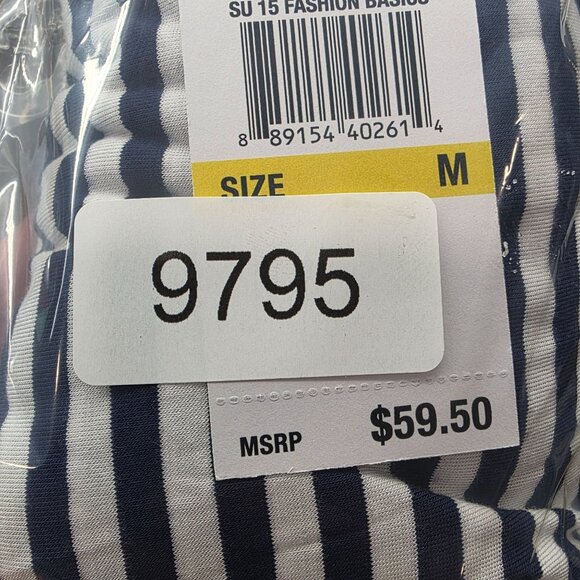 SU 15 FASHION BASICS
8 89154 40261 4
SIZE M
9795
MSRP $59.50